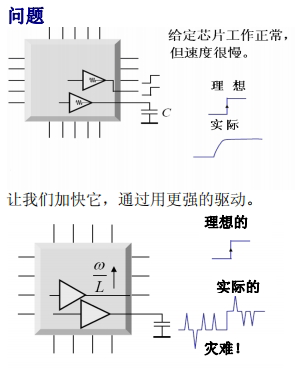 问题
给定芯片工作正常，
但速度很慢。
理 想
C
实 际
让我们加快它，通过用更强的驱动。
理想的
ω
L
实际的
灾难！